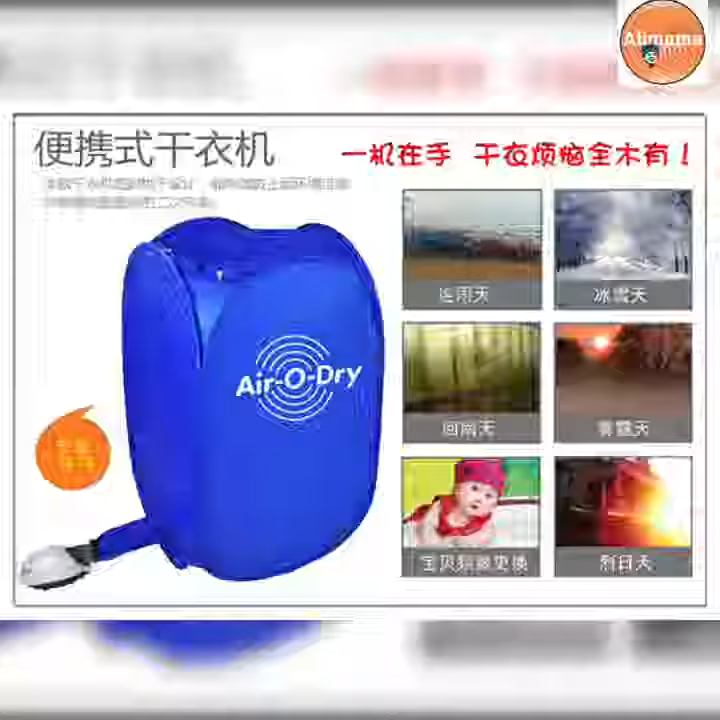 Alimama
便携式干衣机
一机在手 干衣烦恼全木有！
Air-O-Dry
连雨天
冰雪天
回南天
雾霾天
宝贝频繁更换
烈日天